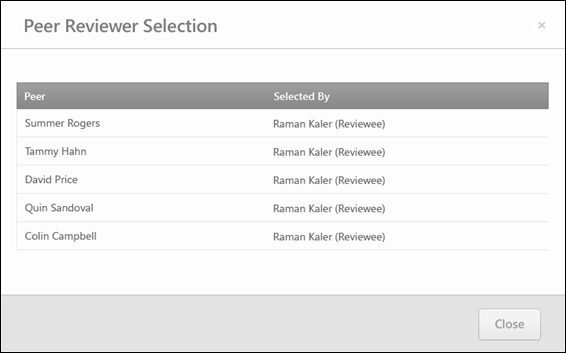 Peer Reviewer Selection ×
Peer Selected By
Summer Rogers Raman Kaler (Reviewee)
Tammy Hahn Raman Kaler (Reviewee)
David Price Raman Kaler (Reviewee)
Quin Sandoval Raman Kaler (Reviewee)
Colin Campbell Raman Kaler (Reviewee)
Close